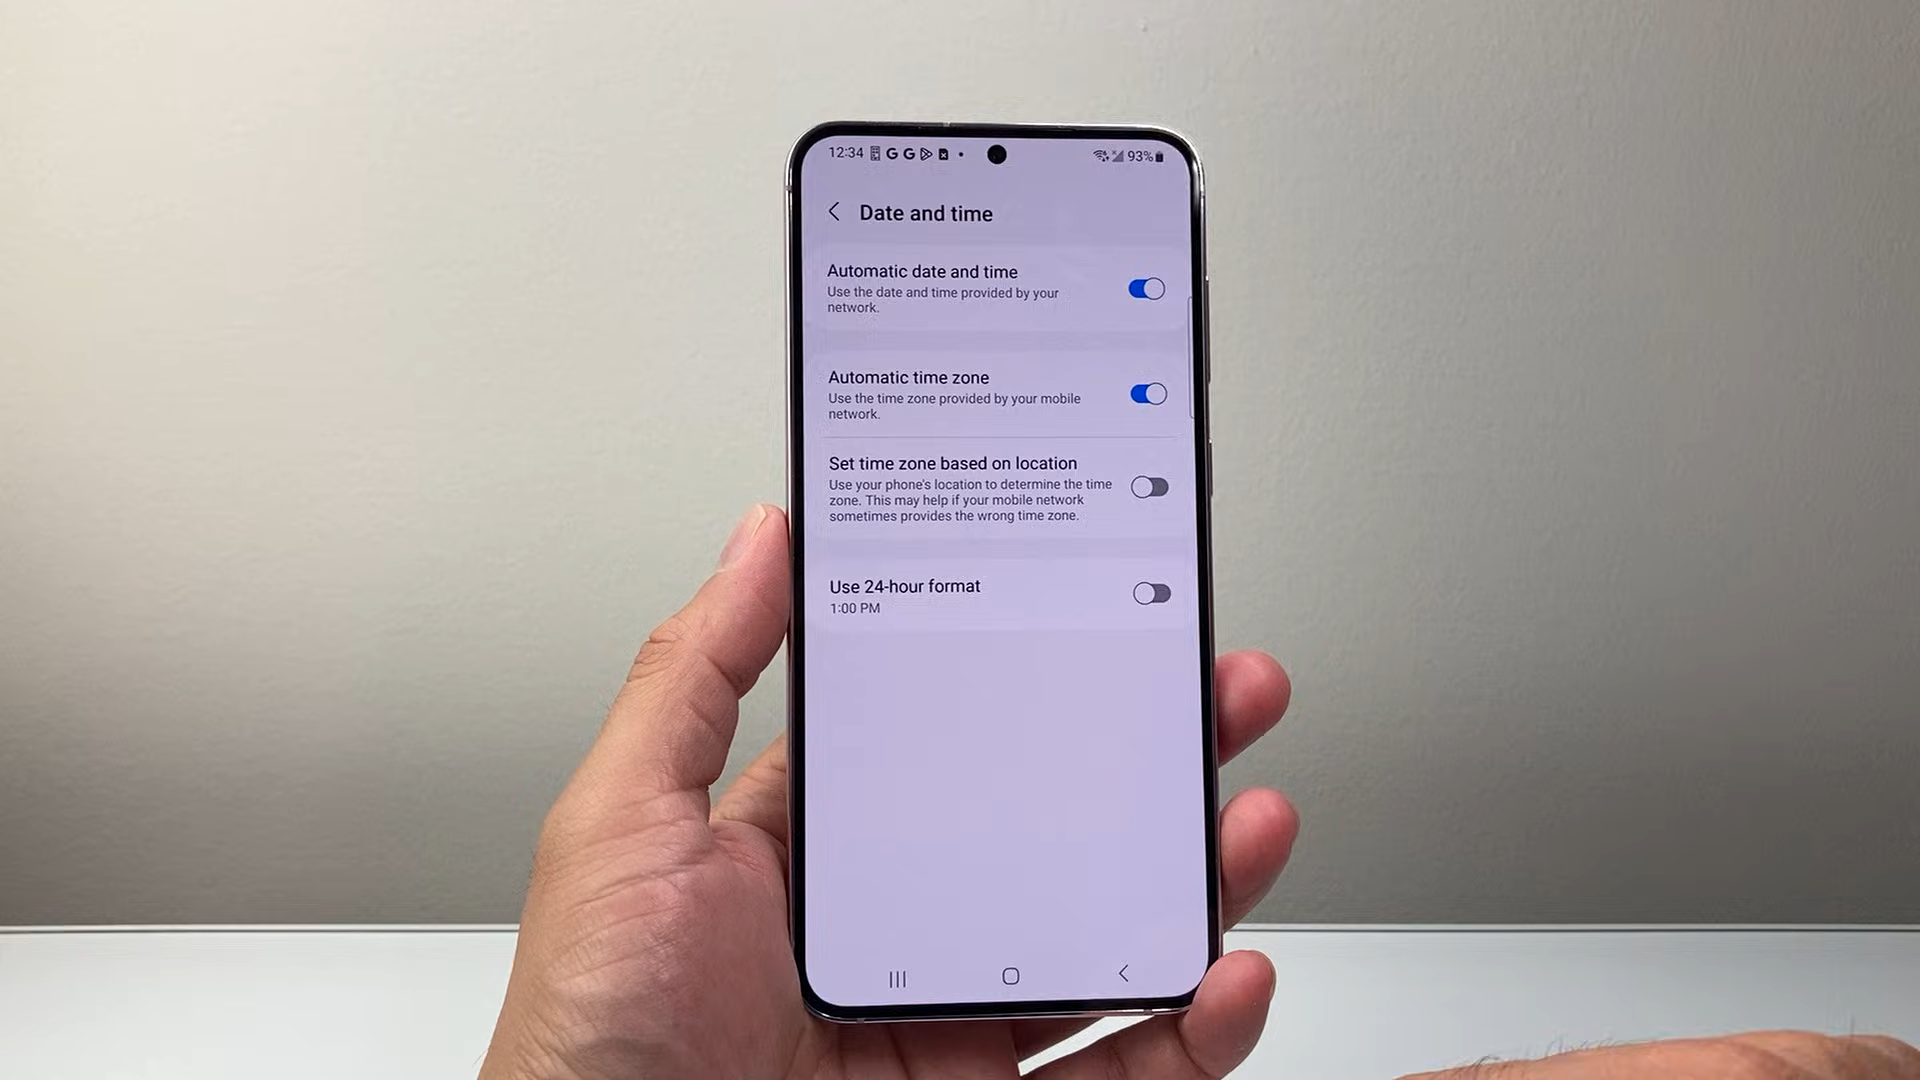 12:34 G G 93%
Date and time
Automatic date and time
Use the date and time provided by your
network.
Automatic time zone
Use the time zone provided by your mobile
network.
Set time zone based on location
Use your phone's location to determine the time
zone. This may help if your mobile network
sometimes provides the wrong time zone.
Use 24-hour format
1:00 PM